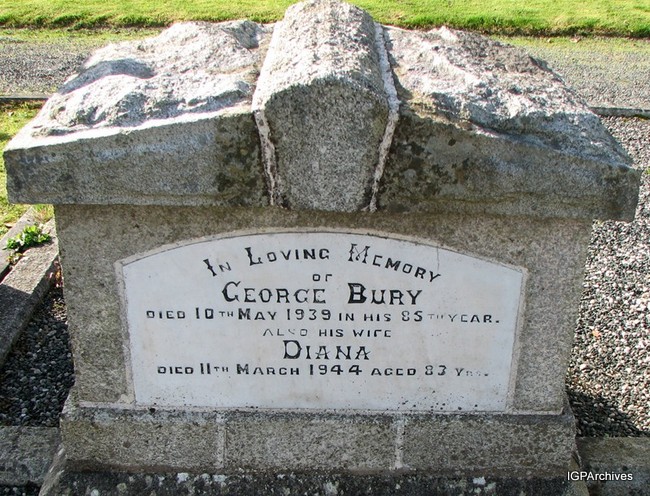 In Loving Memory
of
George Bury
died 10th May 1939 in his 85th year.
also his wife
Diana
died 11th March 1944 aged 83 Yrs.
IGPArchives